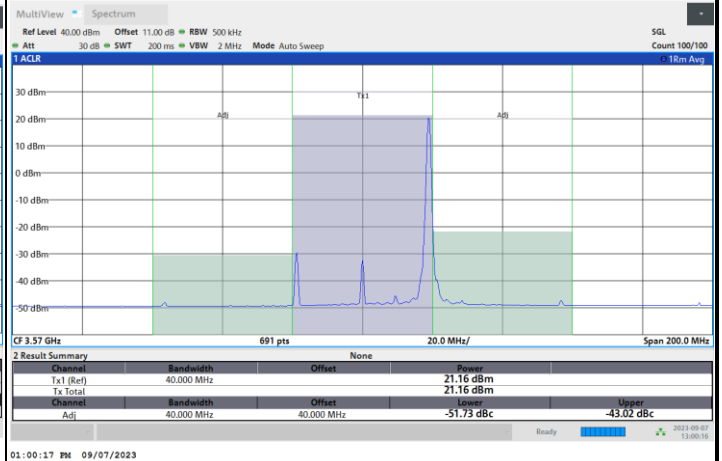 MultiView Spectrum
Ref Level 40.00 dBm Offset 11.00 dB RBW 500 kHz SGL
Att 30 dB SWT 200 ms VBW 2 MHz Mode Auto Sweep Count 100/100
1 ACLR 1Rm Avg
30 dBm
Tx1
20 dBm
Adj Adj
10 dBm
0 dBm
-10 dBm
-20 dBm
-30 dBm
-40 dBm
-50 dBm
CF 3.57 GHz 691 pts 20.0 MHz/ Span 200.0 MHz
2 Result Summary None
Channel Bandwidth Offset Power
Tx1 (Ref) 40.000 MHz 21.16 dBm
Tx Total 21.16 dBm
Channel Bandwidth Offset Lower Upper
Adj 40.000 MHz 40.000 MHz -51.73 dBc -43.02 dBc
Ready 2023-09-07
13:00:16
01:00:17 PM 09/07/2023